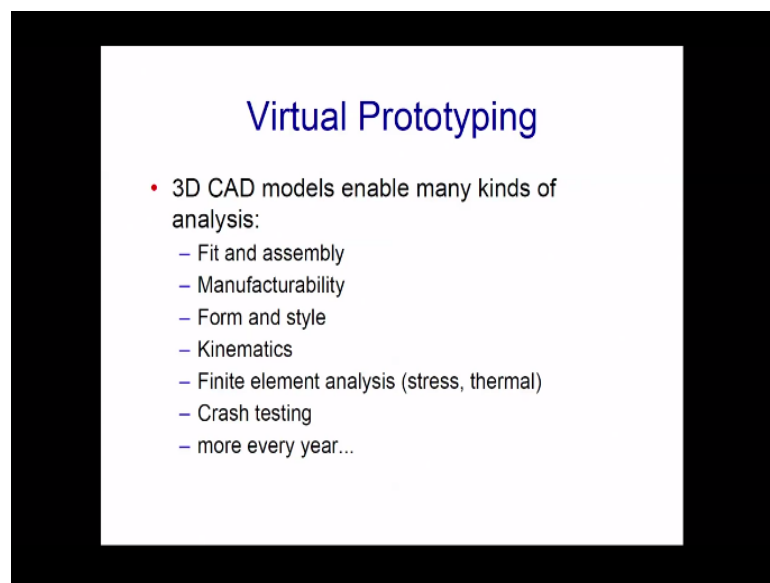 Virtual Prototyping
• 3D CAD models enable many kinds of
analysis:
– Fit and assembly
– Manufacturability
– Form and style
– Kinematics
– Finite element analysis (stress, thermal)
– Crash testing
– more every year...